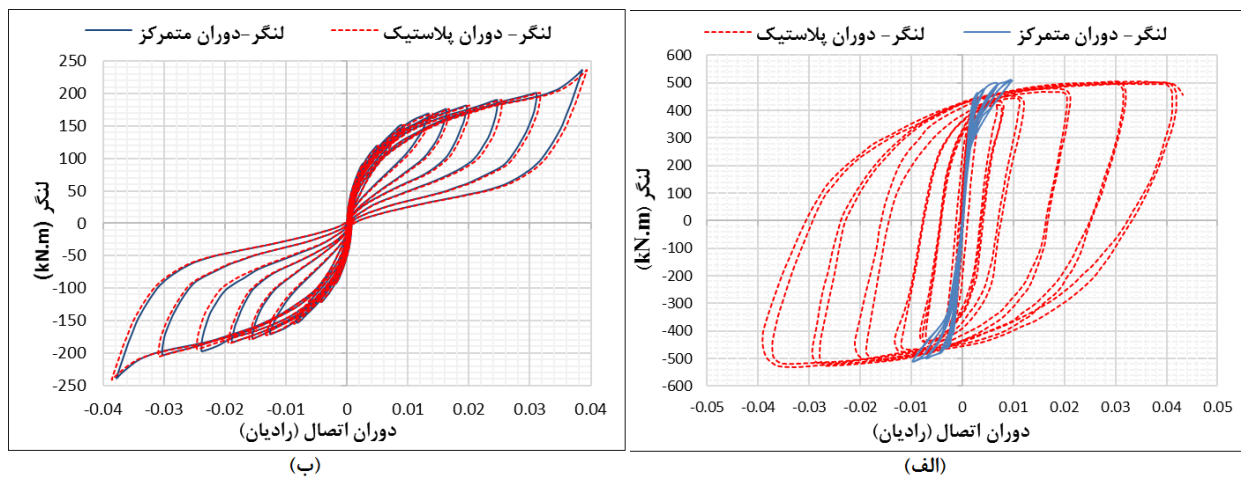 لنگر- دوران پلاستیک لنگر- دوران متمرکز
600
500
400
300
200
100
0
-100
-200
-300
-400
-500
-600
لنگر (kN.m)
-0.05 -0.04 -0.03 -0.02 -0.01 0 0.01 0.02 0.03 0.04 0.05
دوران اتصال (رادیان)
(الف)
لنگر- دوران پلاستیک لنگر-دوران متمرکز
250
200
150
100
50
0
-50
-100
-150
-200
-250
لنگر (kN.m)
-0.04 -0.03 -0.02 -0.01 0 0.01 0.02 0.03 0.04
دوران اتصال (رادیان)
(ب)